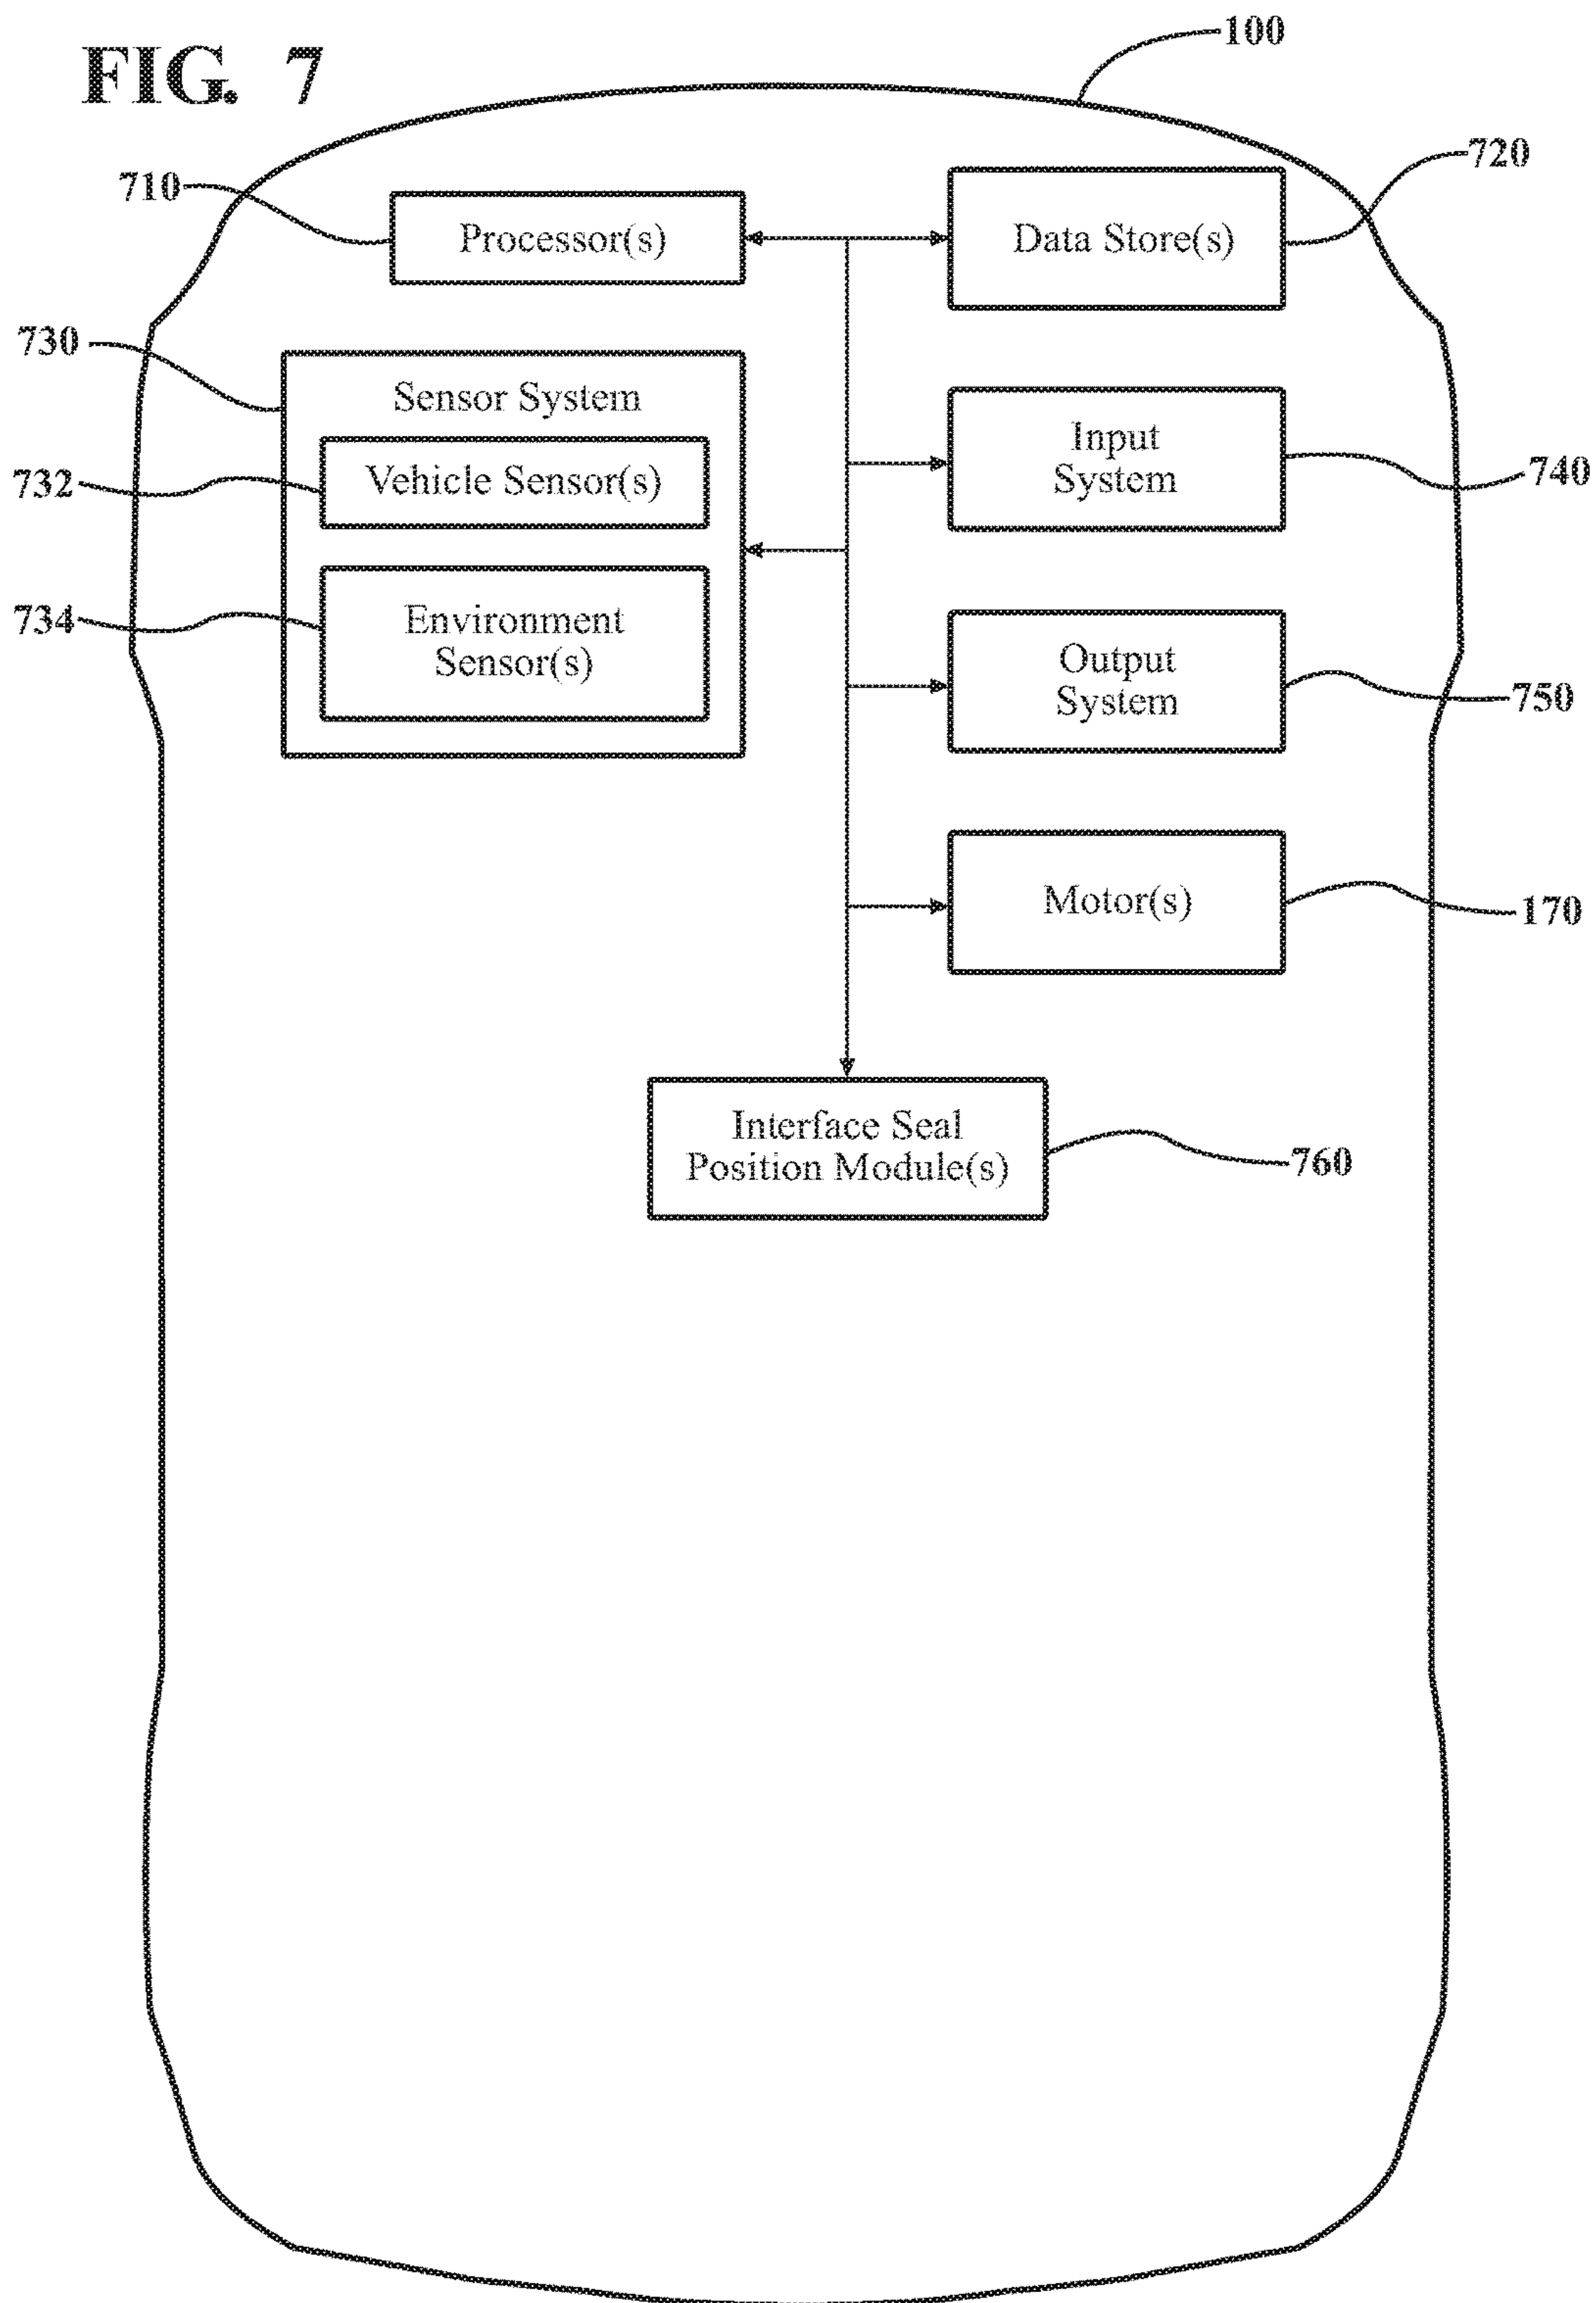 FIG. 7
100
710
Processor(s)
Data Store(s)
720
730
Sensor System
732
Vehicle Sensor(s)
734
Environment
Sensor(s)
Input
System
740
Output
System
750
Motor(s)
170
Interface Seal
Position Module(s)
760